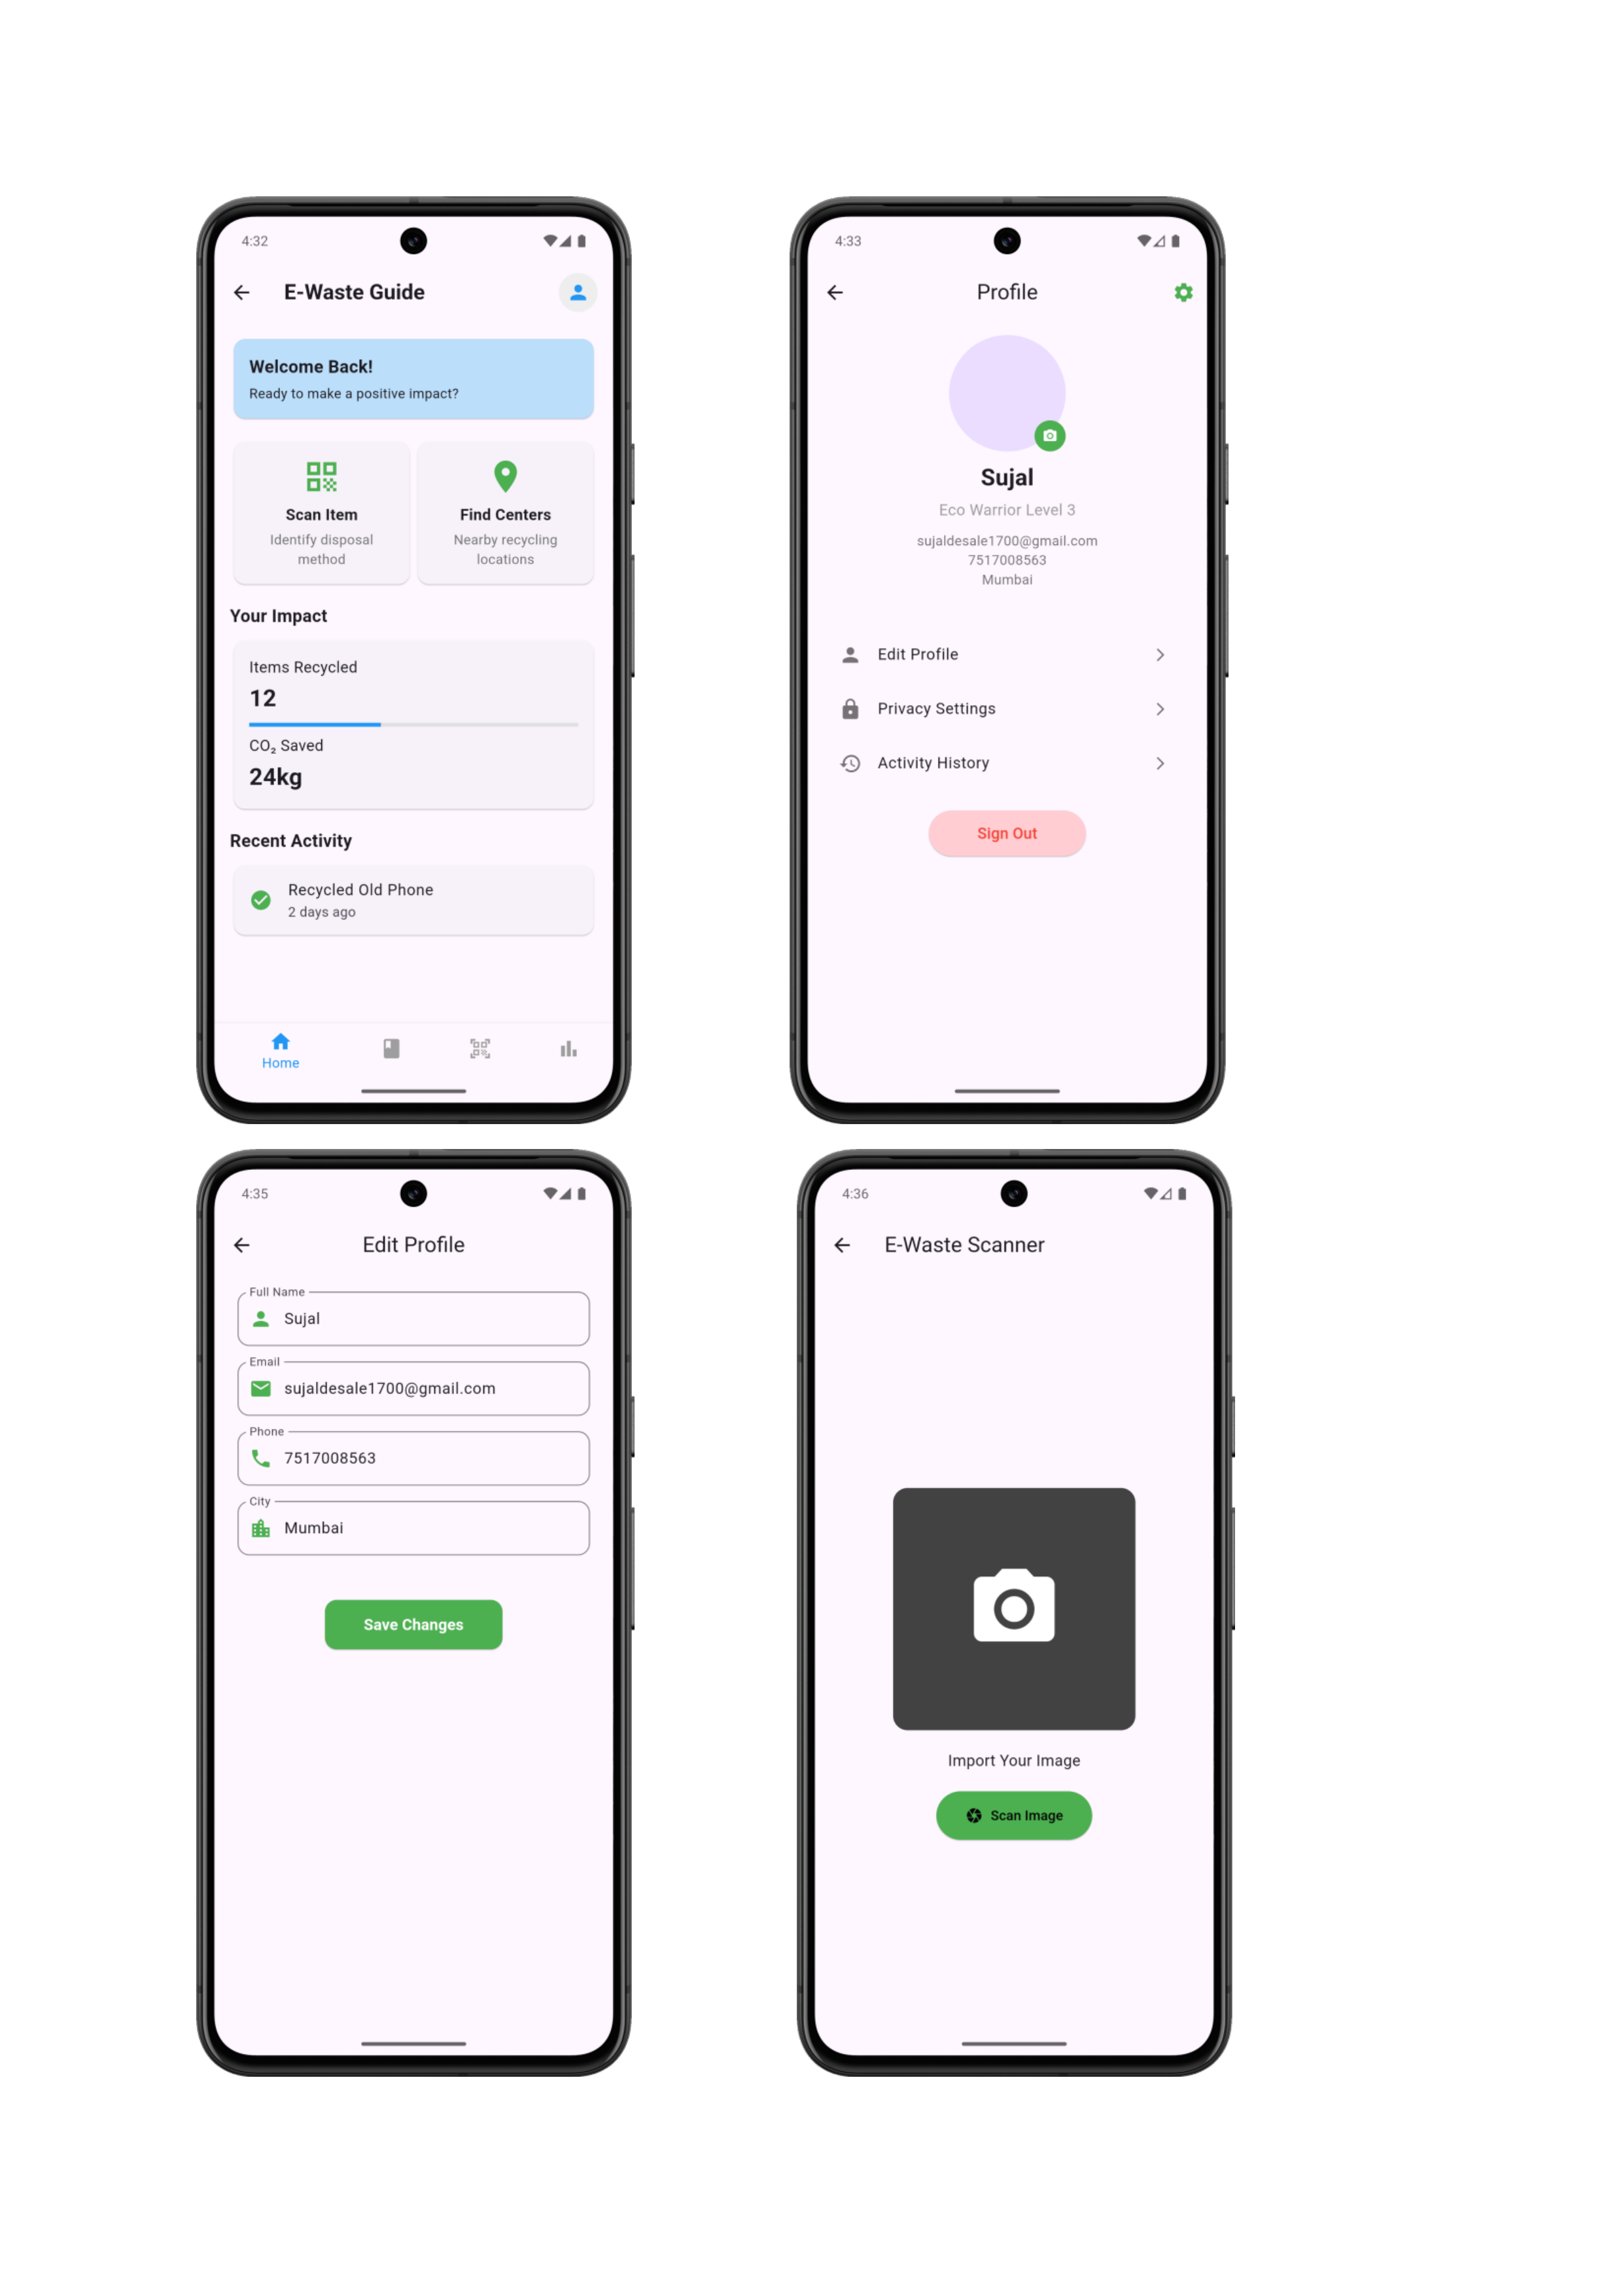 4:32
E-Waste Guide
Welcome Back!
Ready to make a positive impact?
Scan Item
Identify disposal
method
Find Centers
Nearby recycling
locations
Your Impact
Items Recycled
12
CO₂ Saved
24kg
Recent Activity
Recycled Old Phone
2 days ago
Home
4:33
Profile
Sujal
Eco Warrior Level 3
sujaldesale1700@gmail.com
7517008563
Mumbai
Edit Profile
Privacy Settings
Activity History
Sign Out
4:35
Edit Profile
Full Name
Sujal
Email
sujaldesale1700@gmail.com
Phone
7517008563
City
Mumbai
Save Changes
4:36
E-Waste Scanner
Import Your Image
Scan Image